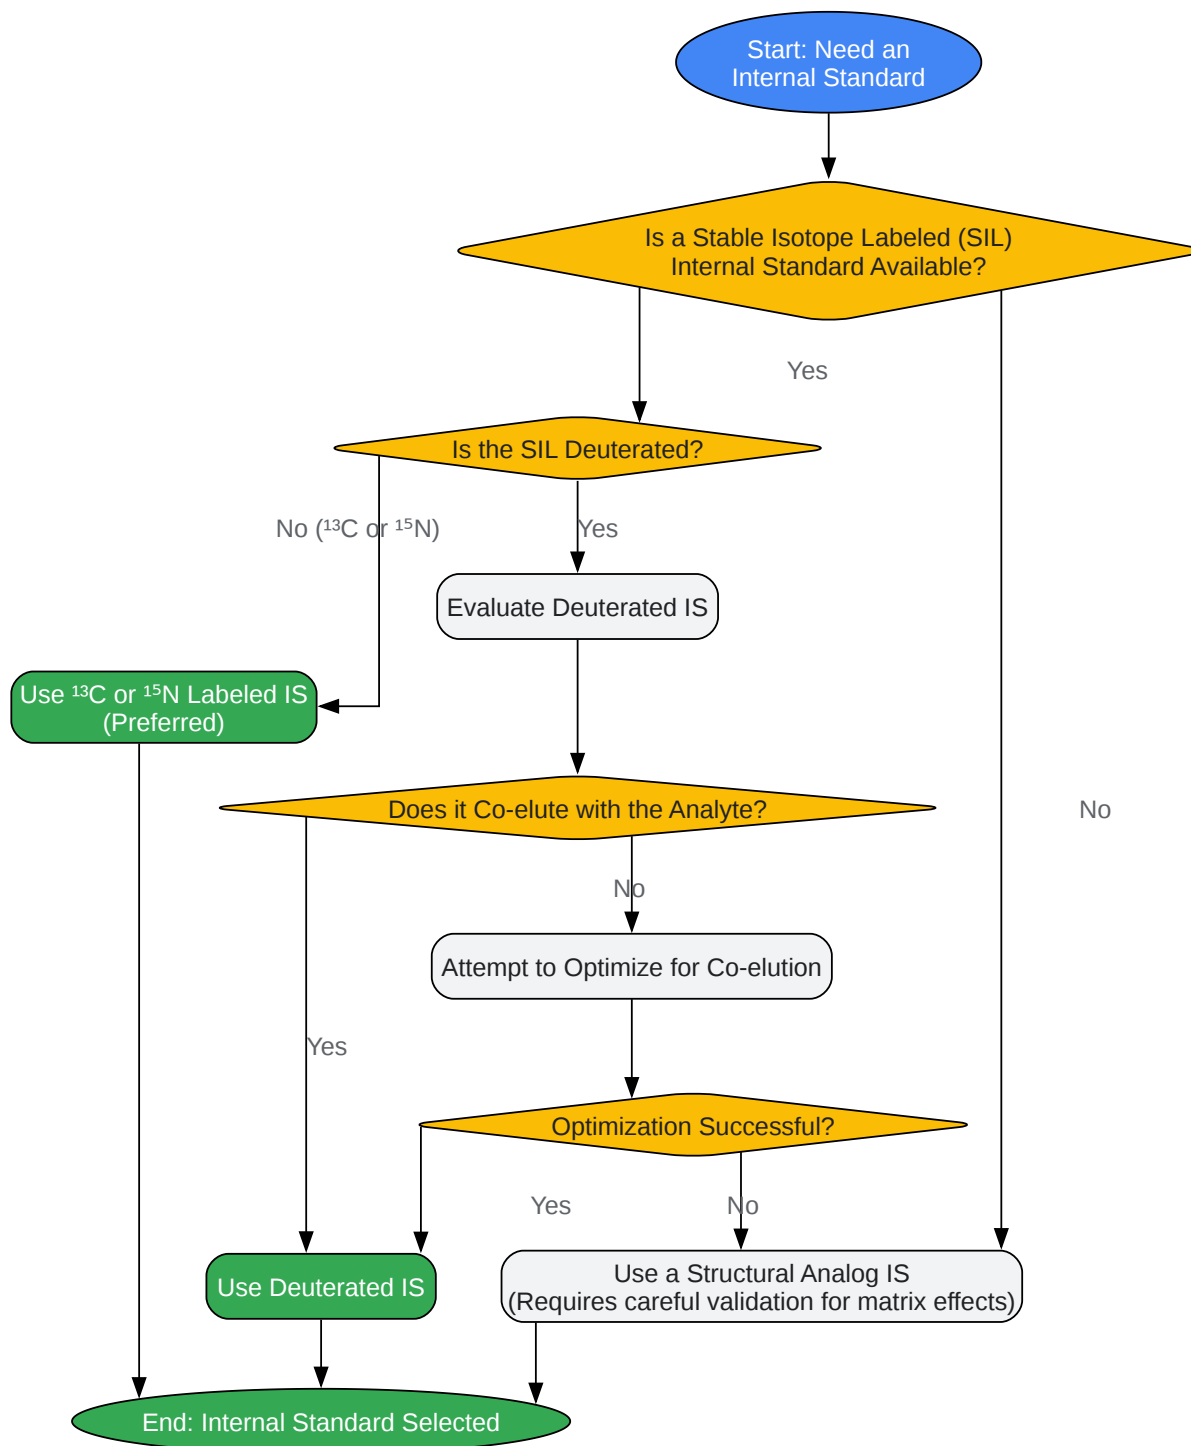 Start: Need an
Internal Standard
Is a Stable Isotope Labeled (SIL)
Internal Standard Available?
Yes
Is the SIL Deuterated?
No (¹³C or ¹⁵N)
Yes
Evaluate Deuterated IS
Use ¹³C or ¹⁵N Labeled IS
(Preferred)
Does it Co-elute with the Analyte?
No
No
Attempt to Optimize for Co-elution
Yes
Optimization Successful?
Yes
No
Use Deuterated IS
Use a Structural Analog IS
(Requires careful validation for matrix effects)
End: Internal Standard Selected